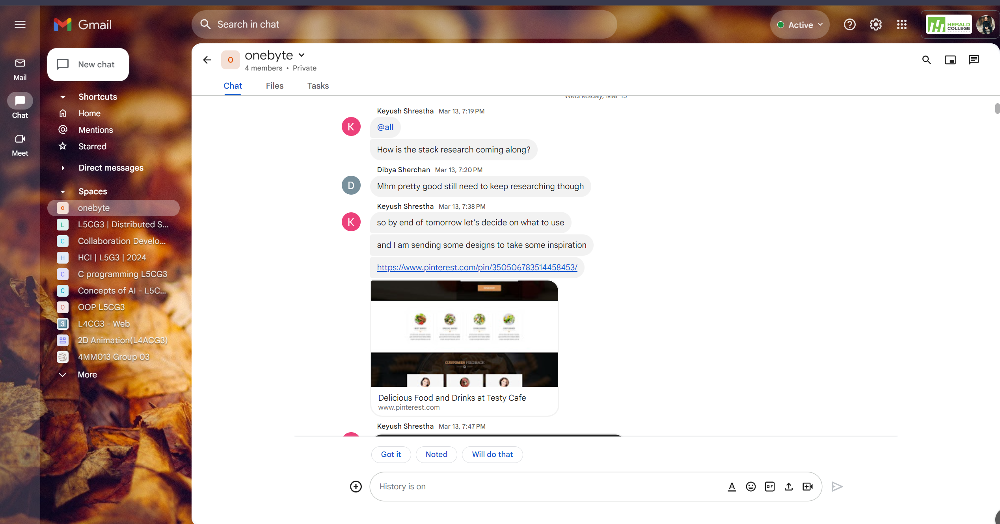 Gmail
Search in chat
Active
HERALD
COLLEGE
Mail
Chat
Meet
New chat
Shortcuts
Home
Mentions
Starred
Direct messages
Spaces
o onebyte
L L5CG3 | Distributed S...
C Collaboration Develo...
H HCI | L5G3 | 2024
C C programming L5CG3
C Concepts of AI - L5C...
O OOP L5CG3
3 L4CG3 - Web
2D Animation(L4ACG3)
4MM013 Group 03
More
o
onebyte
4 members • Private
Chat Files Tasks
Wednesday, Mar 13
Keyush Shrestha Mar 13, 7:19 PM
K
@all
How is the stack research coming along?
Dibya Sherchan Mar 13, 7:20 PM
D
Mhm pretty good still need to keep researching though
Keyush Shrestha Mar 13, 7:38 PM
K
so by end of tomorrow let's decide on what to use
and I am sending some designs to take some inspiration
https://www.pinterest.com/pin/350506783514458453/
CUSTOMER FEEDBACK
Delicious Food and Drinks at Testy Cafe
www.pinterest.com
Keyush Shrestha Mar 13, 7:47 PM
Got it
Noted
Will do that
History is on
GIF